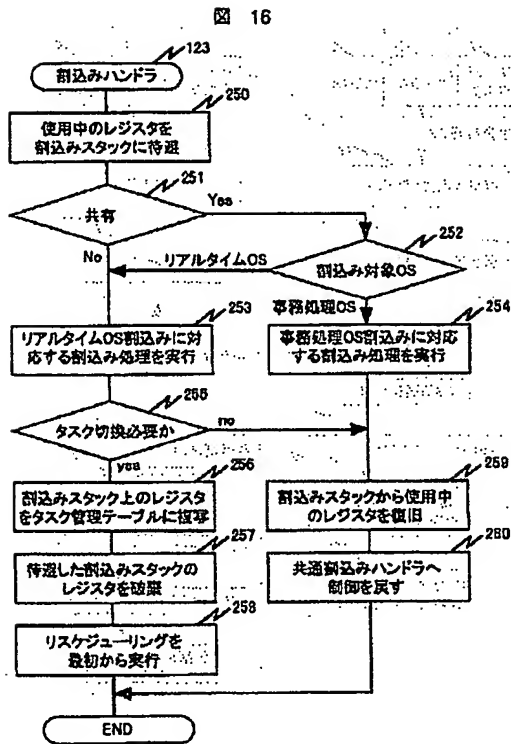 図 16
123
割込みハンドラ
250
使用中のレジスタを
割込みスタックに待避
251
共有
Yes
No
252
割込み対象OS
リアルタイムOS
事務処理OS
253
リアルタイムOS割込みに対
応する割込み処理を実行
254
事務処理OS割込みに対応
する割込み処理を実行
255
タスク切換必要か
no
yes
256
割込みスタック上のレジスタ
をタスク管理テーブルに複写
257
待避した割込みスタックの
レジスタを破棄
258
リスケジューリングを
最初から実行
259
割込みスタックから使用中
のレジスタを復旧
260
共通割込みハンドラへ
制御を戻す
END